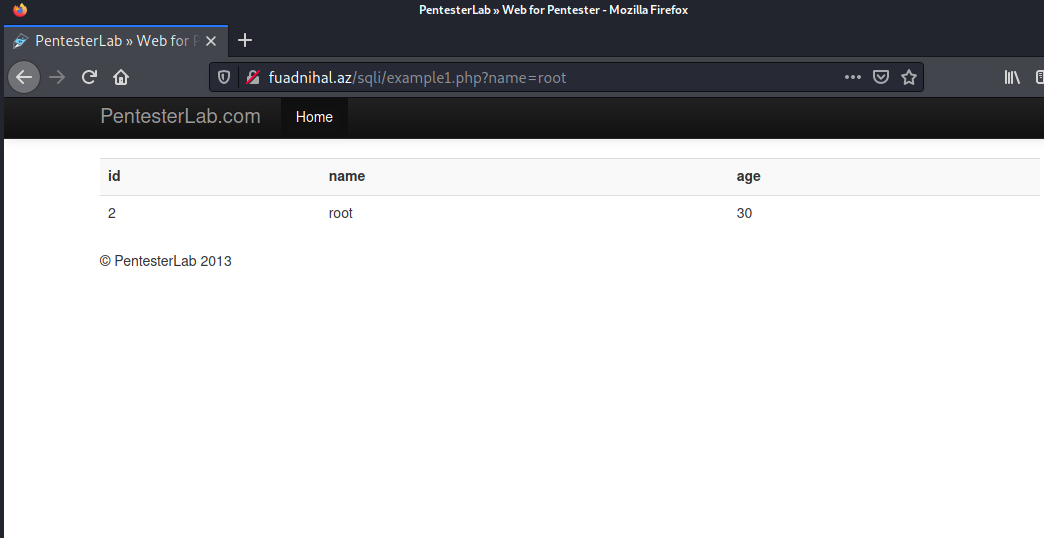 PentesterLab » Web for Pentester - Mozilla Firefox
PentesterLab » Web for P
fuadnihal.az/sqli/example1.php?name=root
PentesterLab.com Home
id name age
2 root 30
© PentesterLab 2013